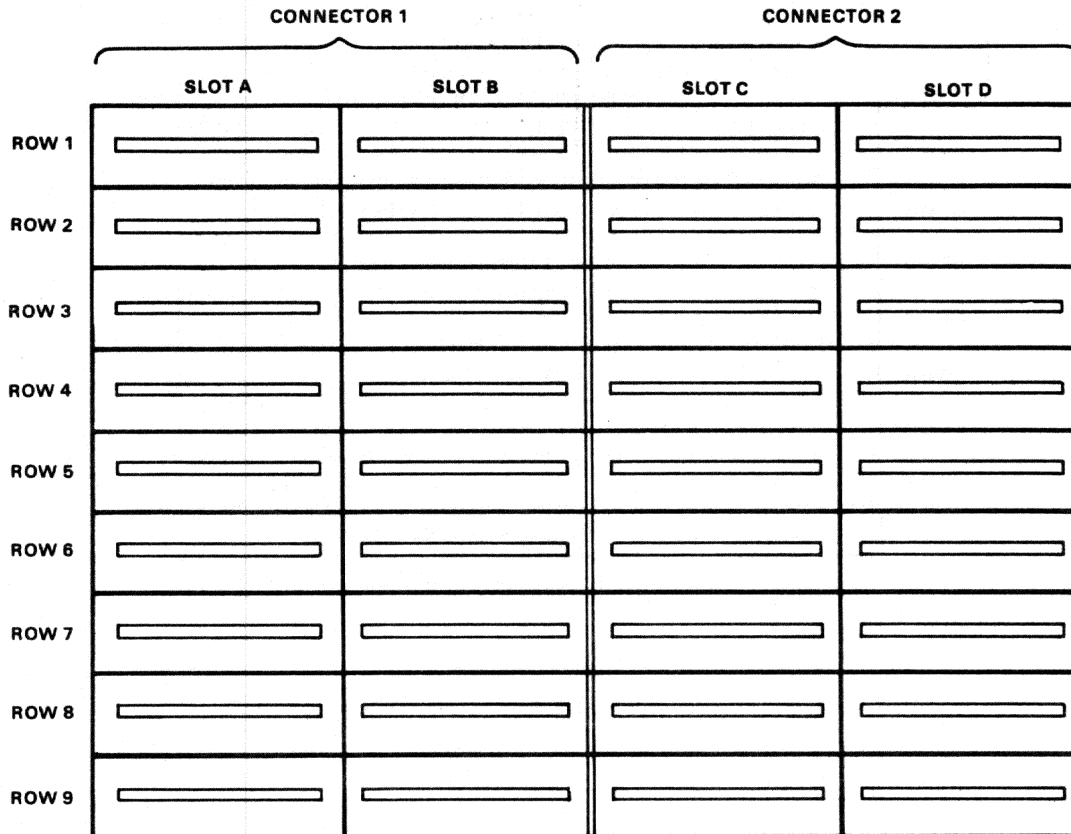 CONNECTOR 1 CONNECTOR 2
SLOT A SLOT B SLOT C SLOT D
ROW 1
ROW 2
ROW 3
ROW 4
ROW 5
ROW 6
ROW 7
ROW 8
ROW 9